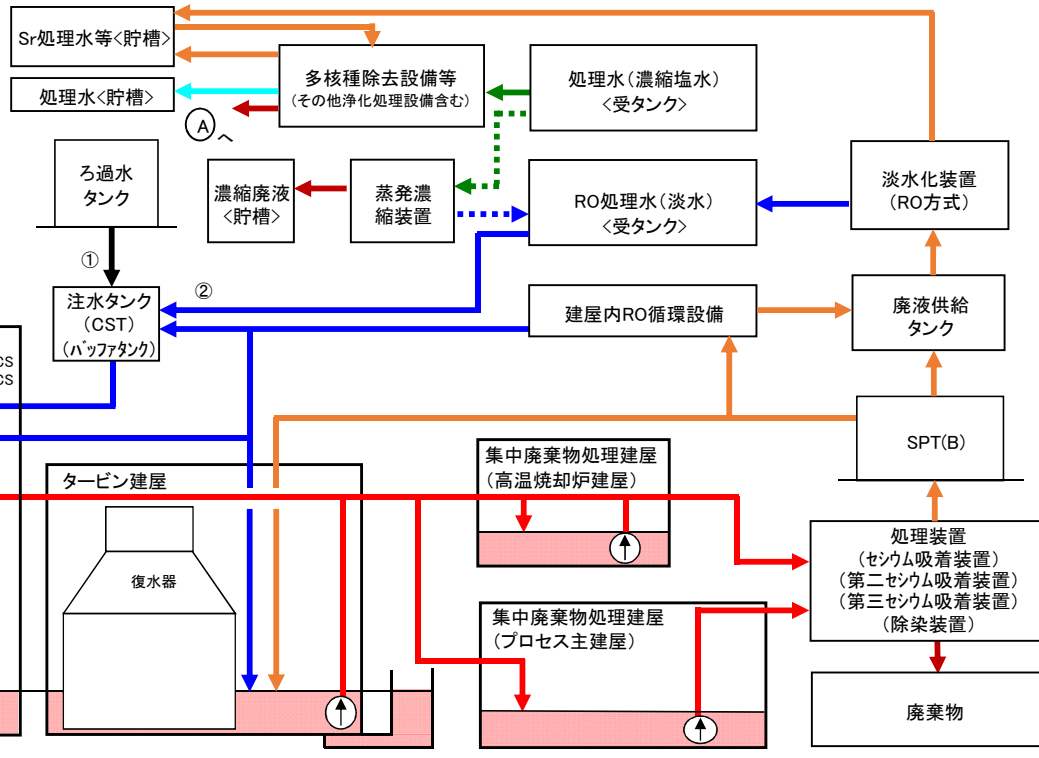 Sr処理水等<貯槽>
処理水<貯槽>
多核種除去設備等
(その他浄化処理設備含む)
処理水(濃縮塩水)
<受タンク>
A
へ
ろ過水
タンク
濃縮廃液
<貯槽>
蒸発濃
縮装置
RO処理水(淡水)
<受タンク>
淡水化装置
(RO方式)
①
②
注水タンク
(CST)
(バッファタンク)
建屋内RO循環設備
廃液供給
タンク
CS
CS
SPT(B)
タービン建屋
集中廃棄物処理建屋
(高温焼却炉建屋)
復水器
処理装置
(セシウム吸着装置)
(第二セシウム吸着装置)
(第三セシウム吸着装置)
(除染装置)
集中廃棄物処理建屋
(プロセス主建屋)
廃棄物